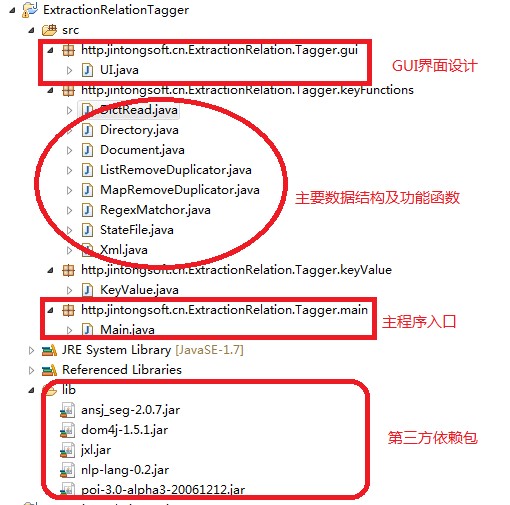 ExtractionRelationTagger
src
http.jintongsoft.cn.ExtractionRelation.Tagger.gui
UI.java
GUI界面设计
http.jintongsoft.cn.ExtractionRelation.Tagger.keyFunctions
DictRead.java
Directory.java
Document.java
ListRemoveDuplicator.java
MapRemoveDuplicator.java
主要数据结构及功能函数
RegexMatchor.java
StateFile.java
Xml.java
http.jintongsoft.cn.ExtractionRelation.Tagger.keyValue
KeyValue.java
http.jintongsoft.cn.ExtractionRelation.Tagger.main
主程序入口
Main.java
JRE System Library [JavaSE-1.7]
Referenced Libraries
lib
ansj_seg-2.0.7.jar
dom4j-1.5.1.jar
第三方依赖包
jxl.jar
nlp-lang-0.2.jar
poi-3.0-alpha3-20061212.jar